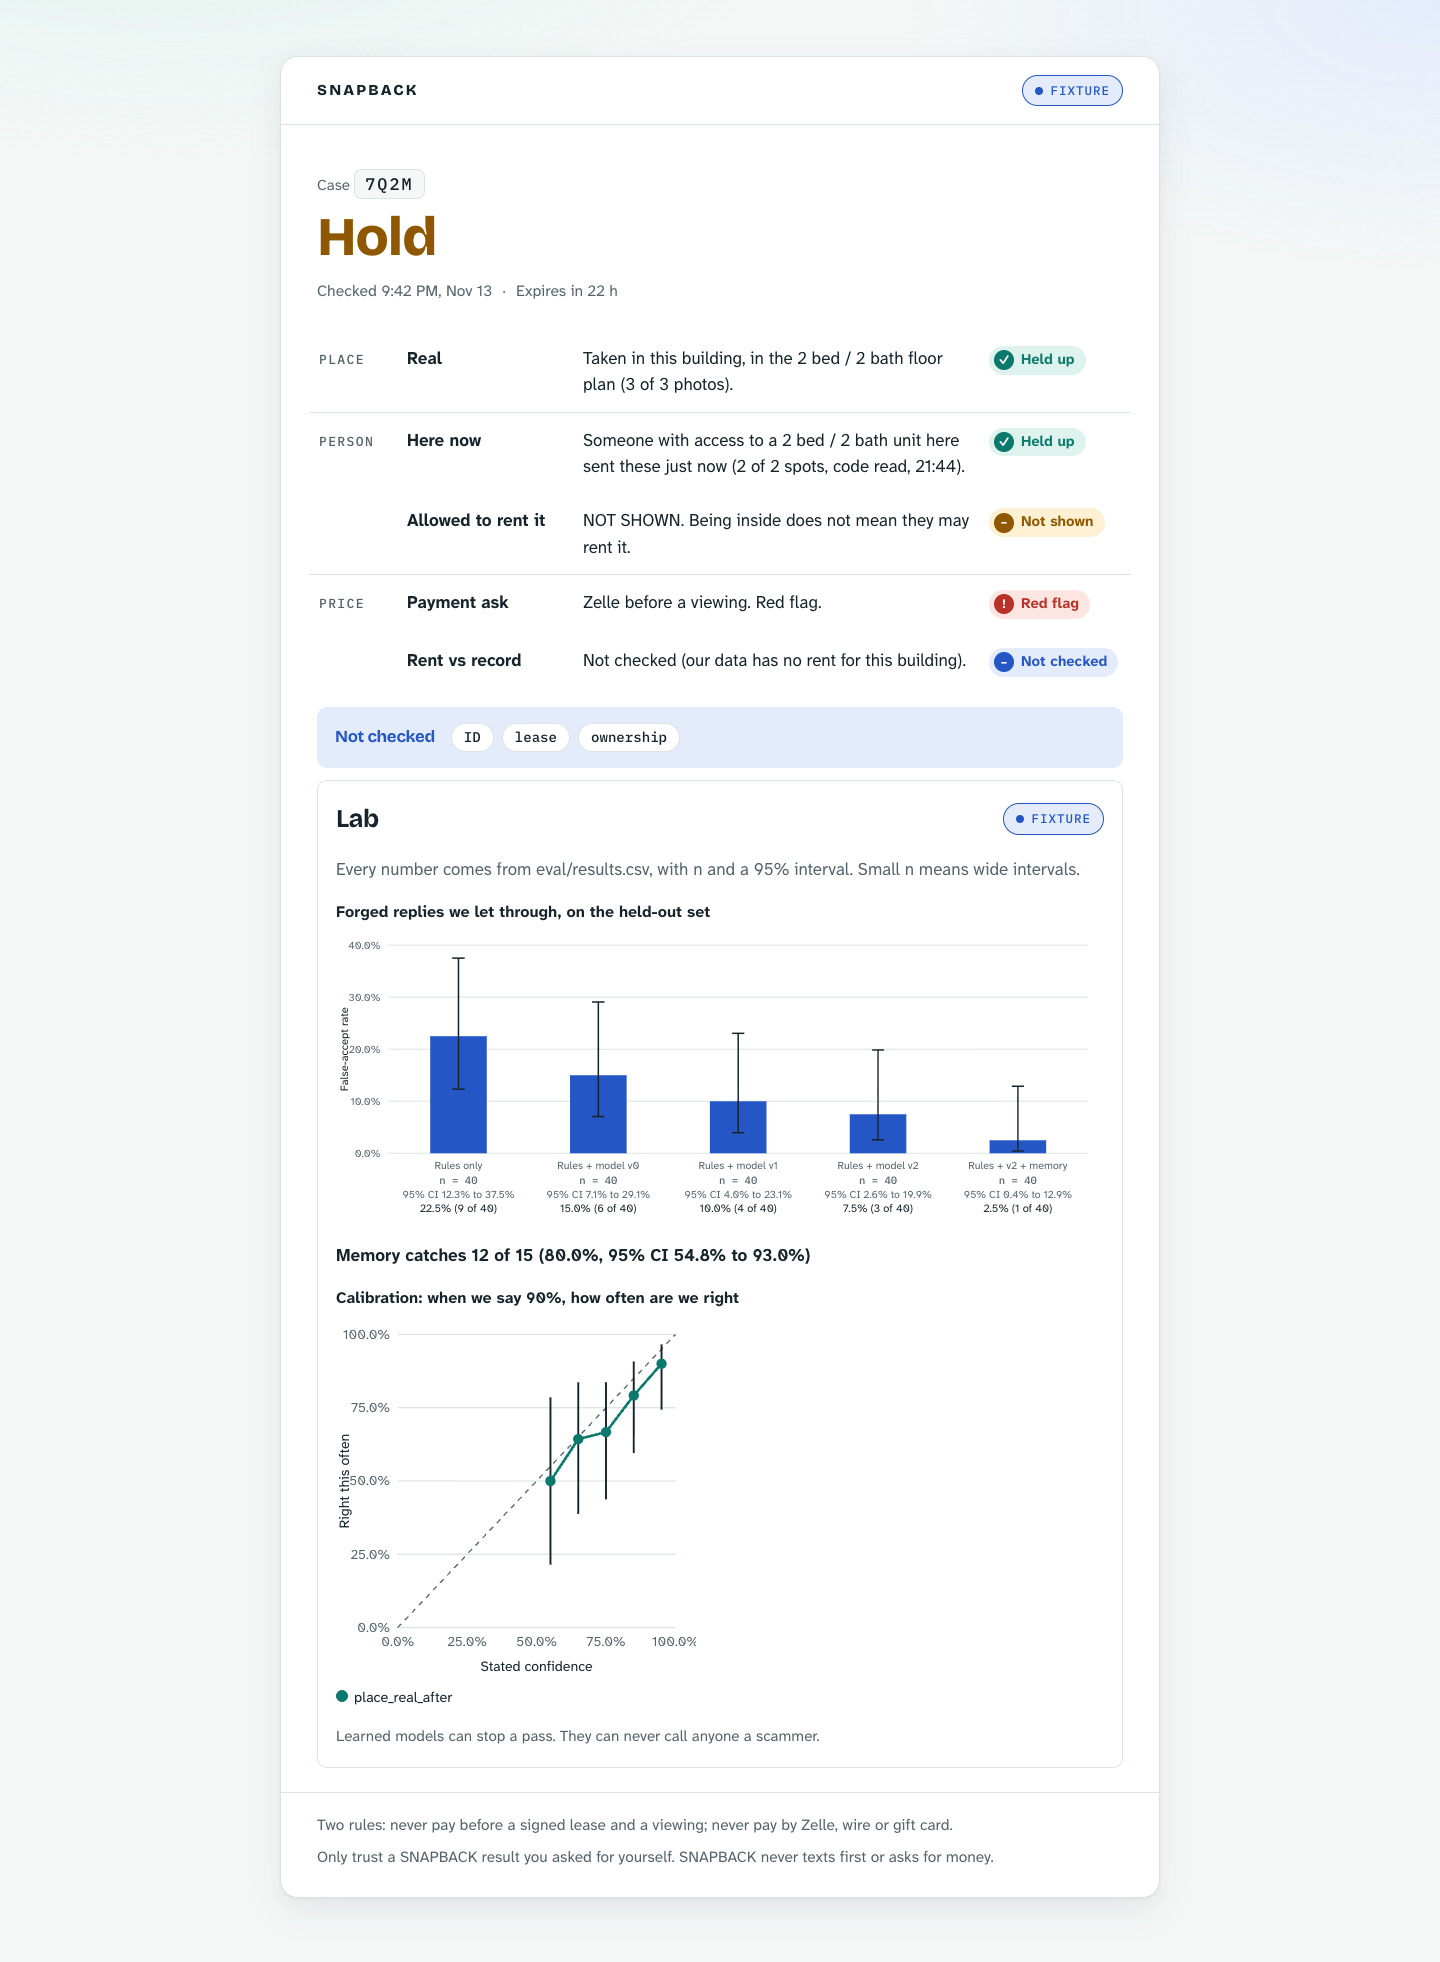 SNAPBACK
FIXTURE
Case 7Q2M
Hold
Checked 9:42 PM, Nov 13 · Expires in 22 h
PLACE
Real
Taken in this building, in the 2 bed / 2 bath floor
plan (3 of 3 photos).
Held up
PERSON
Here now
Someone with access to a 2 bed / 2 bath unit here
sent these just now (2 of 2 spots, code read, 21:44).
Held up
Allowed to rent it
NOT SHOWN. Being inside does not mean they may
rent it.
Not shown
PRICE
Payment ask
Zelle before a viewing. Red flag.
Red flag
Rent vs record
Not checked (our data has no rent for this building).
Not checked
Not checked
ID
lease
ownership
Lab
FIXTURE
Every number comes from eval/results.csv, with n and a 95% interval. Small n means wide intervals.
Forged replies we let through, on the held-out set
False-accept rate
40.0%
30.0%
20.0%
10.0%
0.0%
Rules only
n = 40
95% CI 12.3% to 37.5%
22.5% (9 of 40)
Rules + model v0
n = 40
95% CI 7.1% to 29.1%
15.0% (6 of 40)
Rules + model v1
n = 40
95% CI 4.0% to 23.1%
10.0% (4 of 40)
Rules + model v2
n = 40
95% CI 2.6% to 19.9%
7.5% (3 of 40)
Rules + v2 + memory
n = 40
95% CI 0.4% to 12.9%
2.5% (1 of 40)
Memory catches 12 of 15 (80.0%, 95% CI 54.8% to 93.0%)
Calibration: when we say 90%, how often are we right
Right this often
100.0%
75.0%
50.0%
25.0%
0.0%
0.0%
25.0%
50.0%
75.0%
100.0%
Stated confidence
place_real_after
Learned models can stop a pass. They can never call anyone a scammer.
Two rules: never pay before a signed lease and a viewing; never pay by Zelle, wire or gift card.
Only trust a SNAPBACK result you asked for yourself. SNAPBACK never texts first or asks for money.